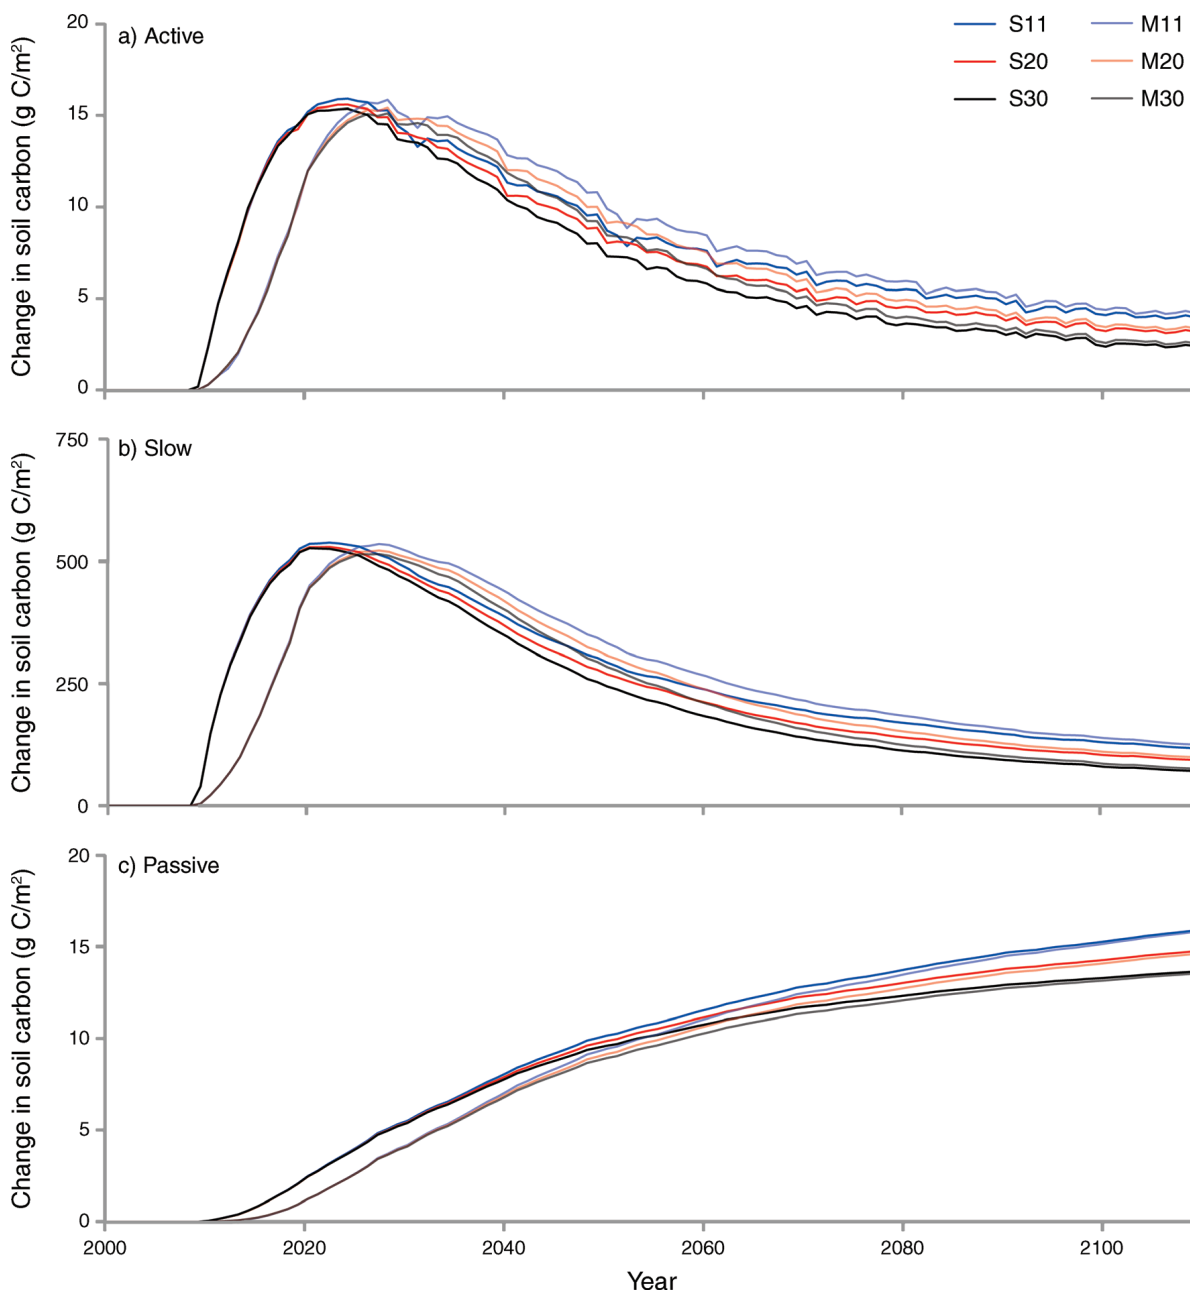 a) Active
S11 M11
S20 M20
S30 M30
Change in soil carbon (g C/m²)
20
15
10
5
0
b) Slow
Change in soil carbon (g C/m²)
750
500
250
0
c) Passive
Change in soil carbon (g C/m²)
20
15
10
5
0
2000 2020 2040 2060 2080 2100
Year